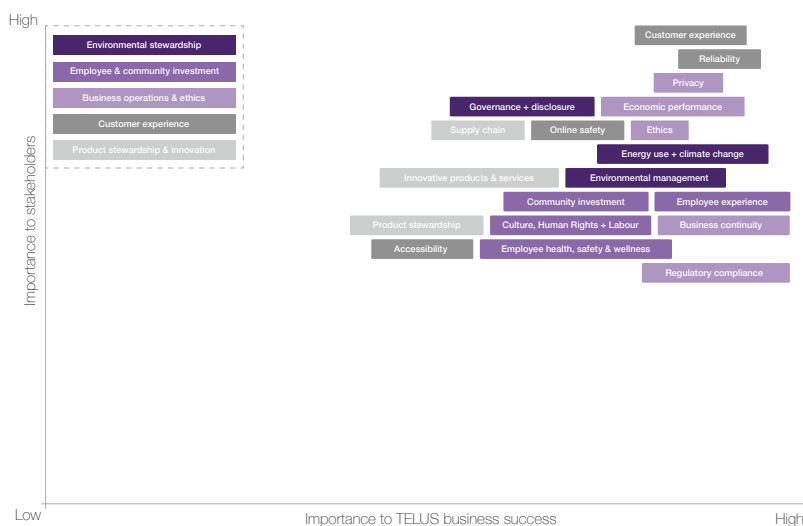 High
Environmental stewardship
Employee & community investment
Business operations & ethics
Customer experience
Product stewardship & innovation
Importance to stakeholders
Customer experience
Reliability
Privacy
Governance + disclosure
Economic performance
Supply chain
Online safety
Ethics
Energy use + climate change
Innovative products & services
Environmental management
Community investment
Employee experience
Product stewardship
Culture, Human Rights + Labour
Business continuity
Accessibility
Employee health, safety & wellness
Regulatory compliance
Low
Importance to TELUS business success
High